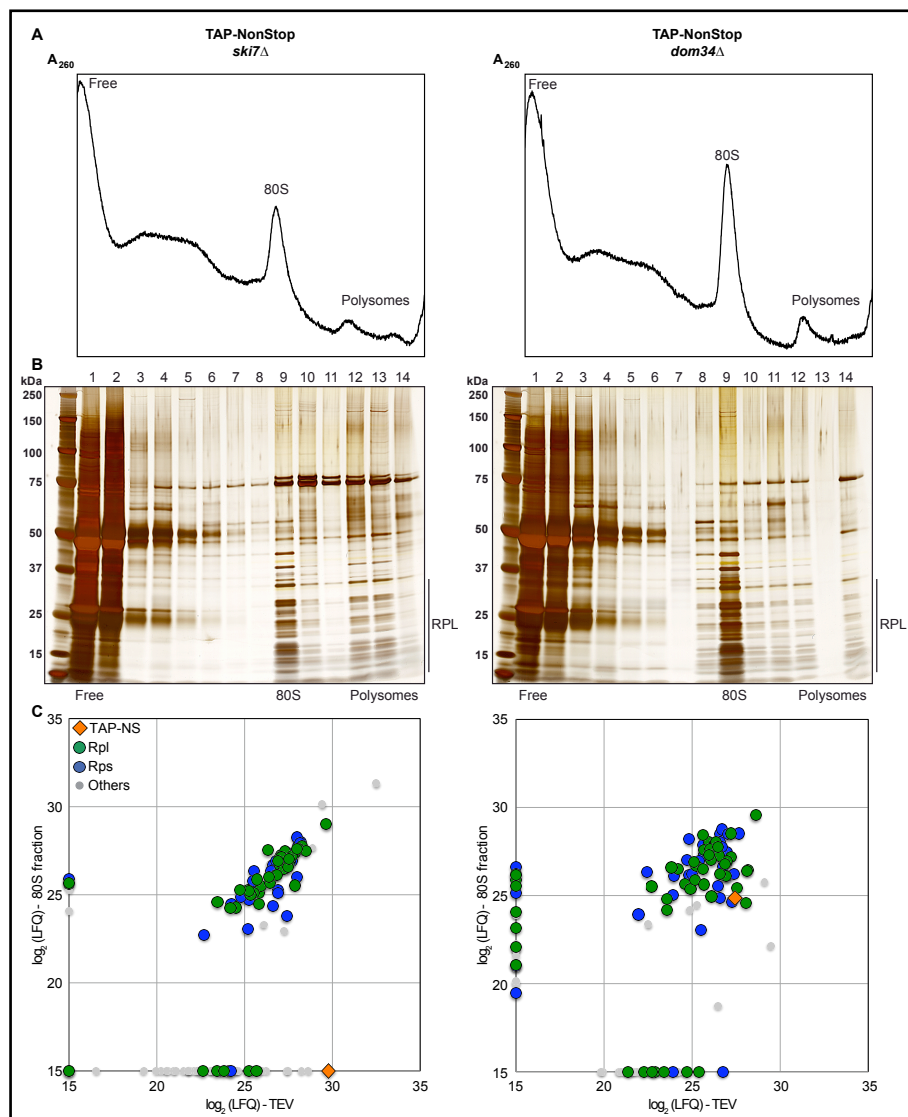 A
TAP-NonStop
ski7Δ
TAP-NonStop
dom34Δ
A260
Free
80S
Polysomes
A260
Free
80S
Polysomes
B
kDa 1 2 3 4 5 6 7 8 9 10 11 12 13 14
250
150
100
75
50
37
25
15
RPL
Free 80S Polysomes
kDa 1 2 3 4 5 6 7 8 9 10 11 12 13 14
250
150
100
75
50
37
25
15
RPL
Free 80S Polysomes
C
35
30
25
20
15
log2 (LFQ) - 80S fraction
TAP-NS
Rpl
Rps
Others
15 20 25 30 35
log2 (LFQ) - TEV
35
30
25
20
15
log2 (LFQ) - 80S fraction
15 20 25 30 35
log2 (LFQ) - TEV